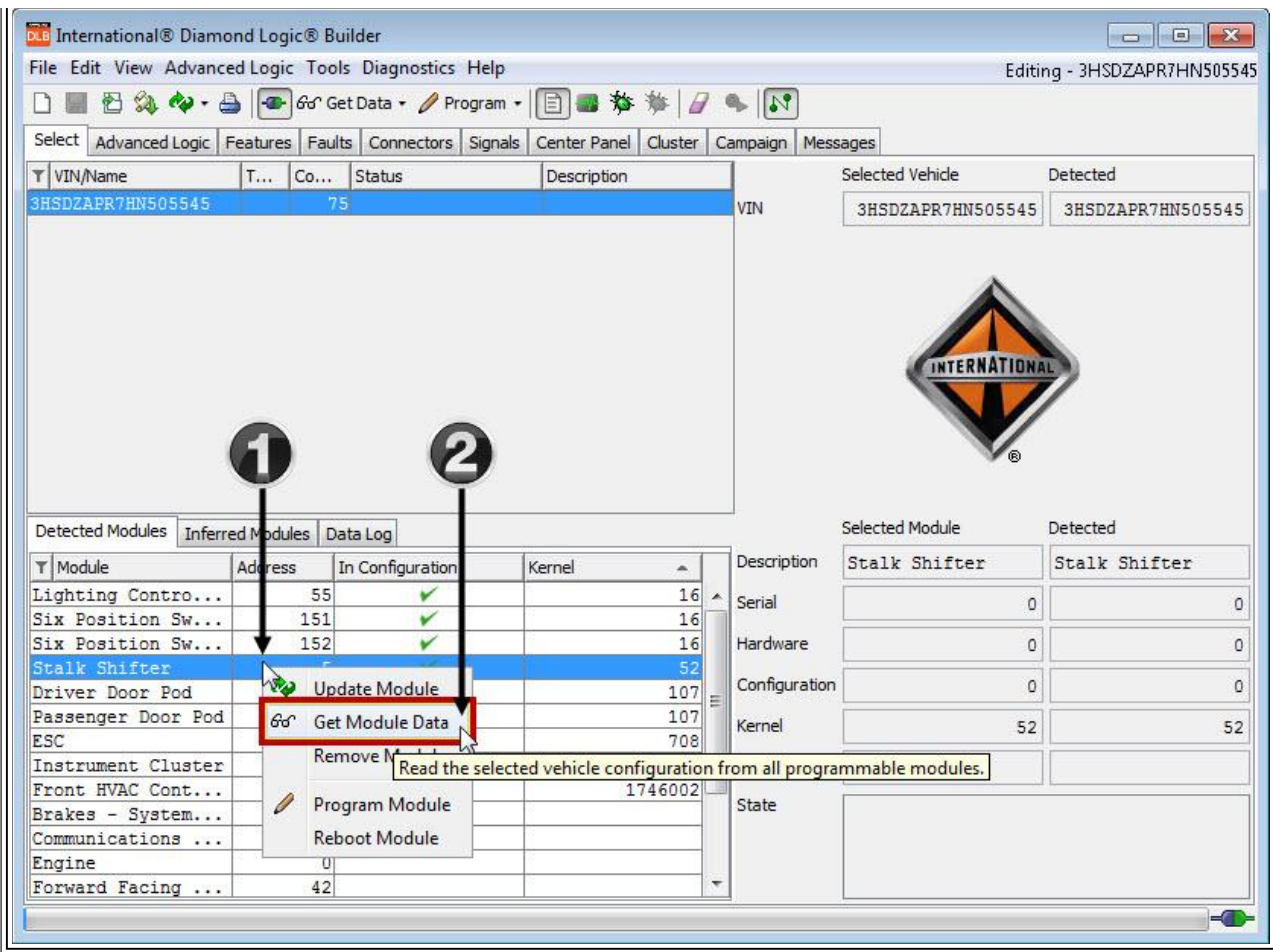 DLB International® Diamond Logic® Builder
File Edit View Advanced Logic Tools Diagnostics Help Editing - 3HSDZAPR7HN505545
Get Data Program
Select Advanced Logic Features Faults Connectors Signals Center Panel Cluster Campaign Messages
VIN/Name T... Co... Status Description
3HSDZAPR7HN505545 75
Selected Vehicle Detected
VIN 3HSDZAPR7HN505545 3HSDZAPR7HN505545
INTERNATIONAL ®
1 2
Detected Modules Inferred Modules Data Log
Module Address In Configuration Kernel
Lighting Contro... 55 16
Six Position Sw... 151 16
Six Position Sw... 152 16
Stalk Shifter 5 52
Driver Door Pod 107
Passenger Door Pod 107
ESC 708
Instrument Cluster
Front HVAC Cont... 1746002
Brakes - System...
Communications ...
Engine 0
Forward Facing ... 42
Update Module
Get Module Data
Remove
Read the selected vehicle configuration from all programmable modules.
Program Module
Reboot Module
Selected Module Detected
Description Stalk Shifter Stalk Shifter
Serial 0 0
Hardware 0 0
Configuration 0 0
Kernel 52 52
State